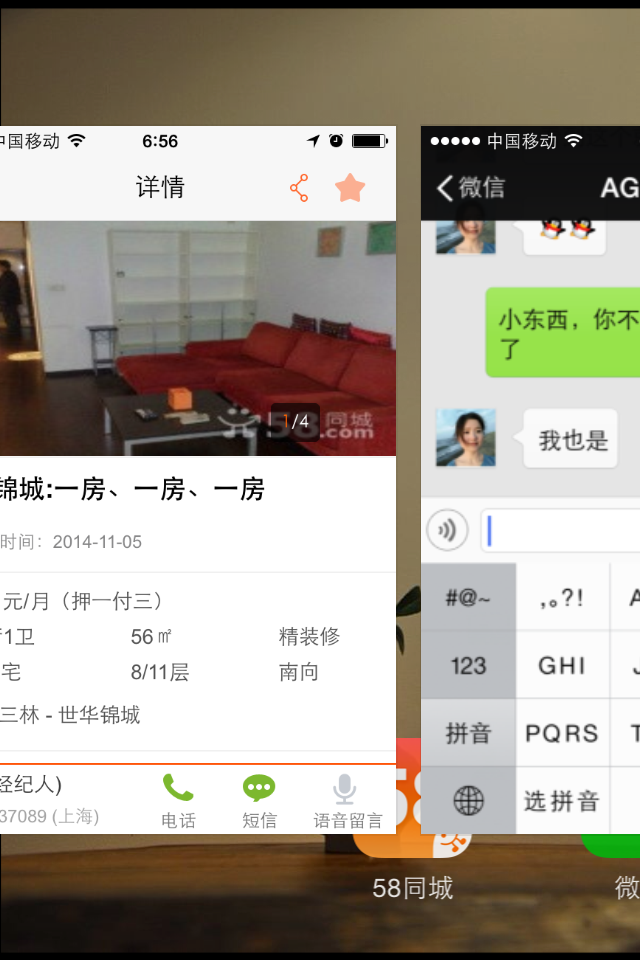 中国移动 6:56
详情
58同城
.com
1/4
锦城:一房、一房、一房
时间：2014-11-05
元/月（押一付三）
1卫 56㎡ 精装修
宅 8/11层 南向
三林 - 世华锦城
经纪人)
37089 (上海)
电话 短信 语音留言
中国移动
微信 AG
小东西，你不
了
我也是
#@~ ,。?! A
123 GHI J
拼音 PQRS T
选拼音
58
58同城 微